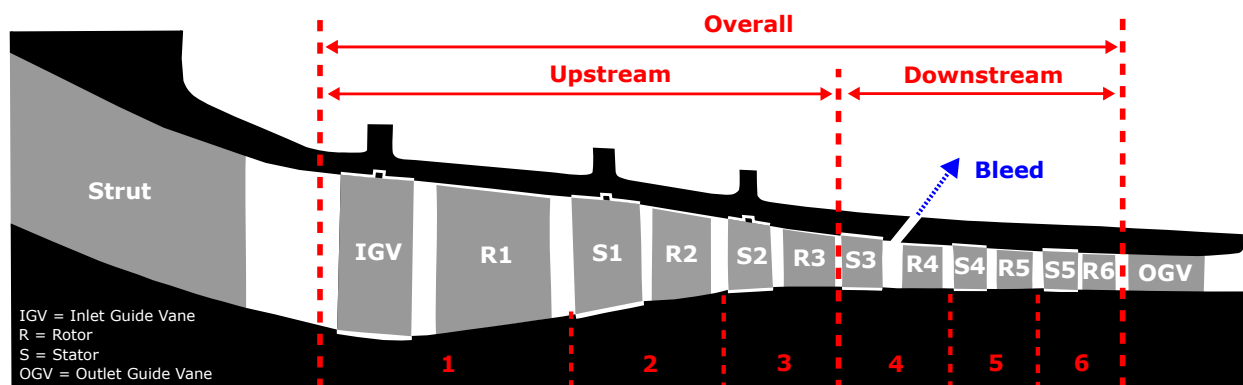 Overall
Upstream
Downstream
Bleed
Strut
IGV
R1
S1
R2
S2
R3
S3
R4
S4
R5
S5
R6
OGV
IGV = Inlet Guide Vane
R = Rotor
S = Stator
OGV = Outlet Guide Vane
1
2
3
4
5
6